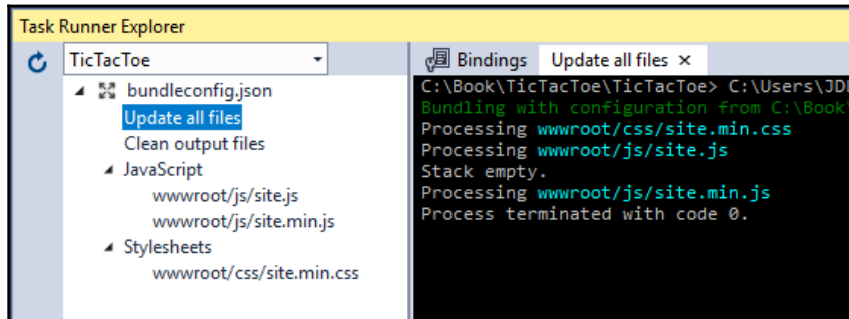 Task Runner Explorer
TicTacToe
bundleconfig.json
Update all files
Clean output files
JavaScript
wwwroot/js/site.js
wwwroot/js/site.min.js
Stylesheets
wwwroot/css/site.min.css
Bindings Update all files ×
C:\Book\TicTacToe\TicTacToe> C:\Users\JD
Bundling with configuration from C:\Book\
Processing wwwroot/css/site.min.css
Processing wwwroot/js/site.js
Stack empty.
Processing wwwroot/js/site.min.js
Process terminated with code 0.